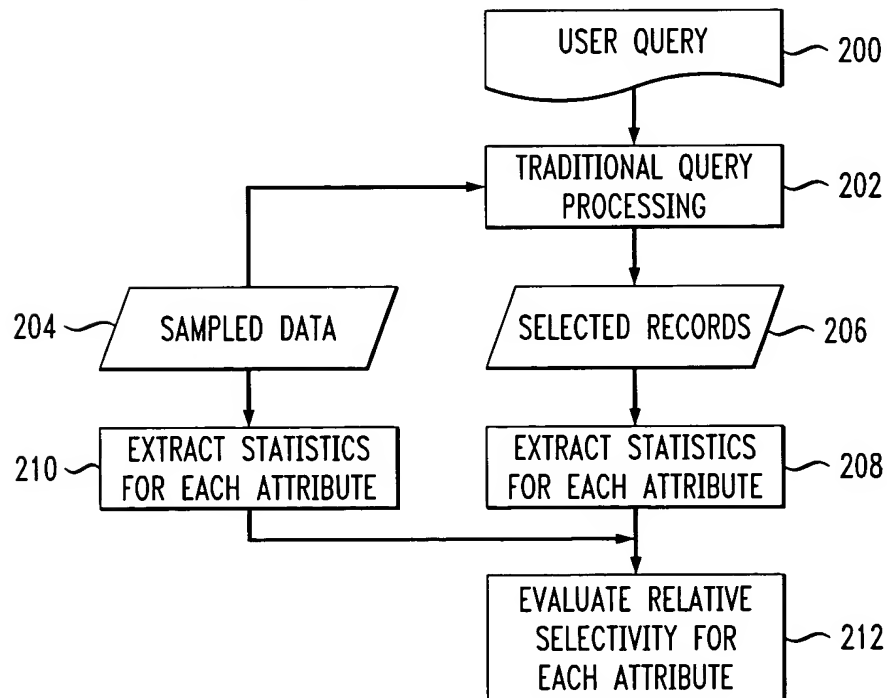 USER QUERY
200
TRADITIONAL QUERY
PROCESSING
202
204
SAMPLED DATA
SELECTED RECORDS
206
210
EXTRACT STATISTICS
FOR EACH ATTRIBUTE
EXTRACT STATISTICS
FOR EACH ATTRIBUTE
208
EVALUATE RELATIVE
SELECTIVITY FOR
EACH ATTRIBUTE
212